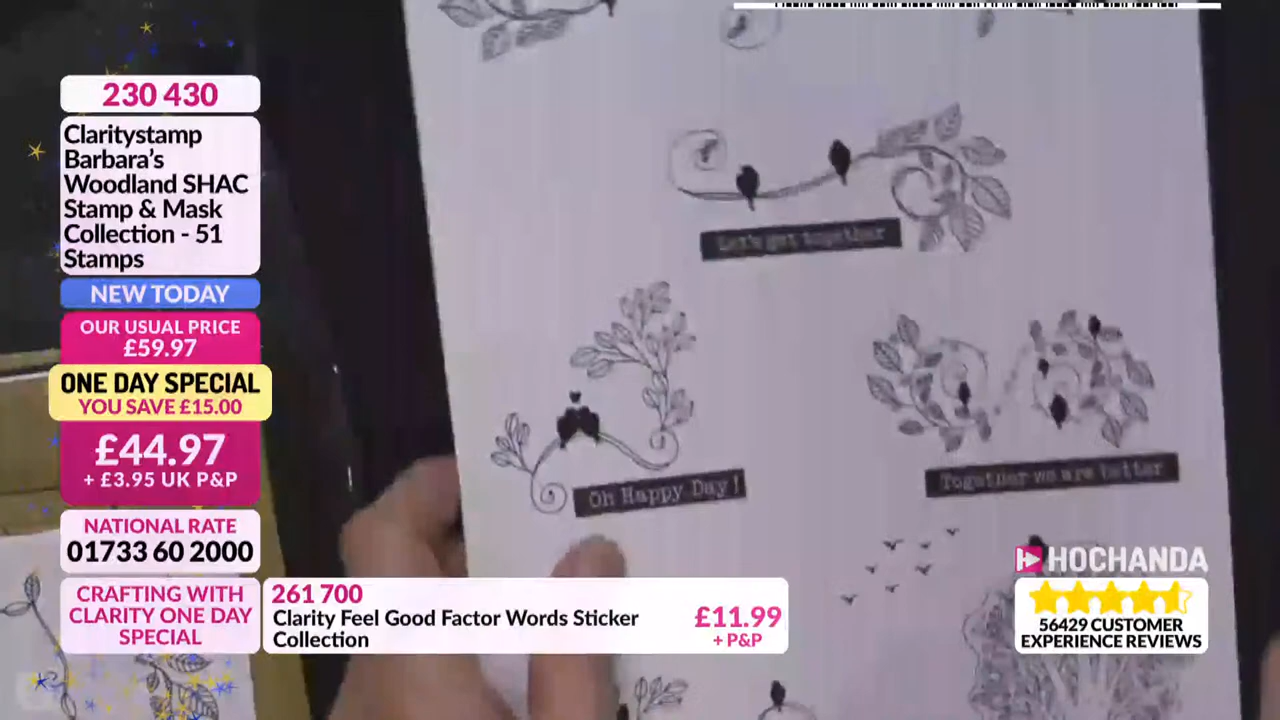 230 430
Claritystamp
Barbara's
Woodland SHAC
Stamp & Mask
Collection - 51
Stamps
NEW TODAY
OUR USUAL PRICE
£59.97
ONE DAY SPECIAL
YOU SAVE £15.00
£44.97
+ £3.95 UK P&P
NATIONAL RATE
01733 60 2000
CRAFTING WITH
CLARITY ONE DAY
SPECIAL
261 700
Clarity Feel Good Factor Words Sticker
Collection
£11.99
+ P&P
Let's get together
Oh Happy Day!
Together we are better
HOCHANDA
56429 CUSTOMER
EXPERIENCE REVIEWS